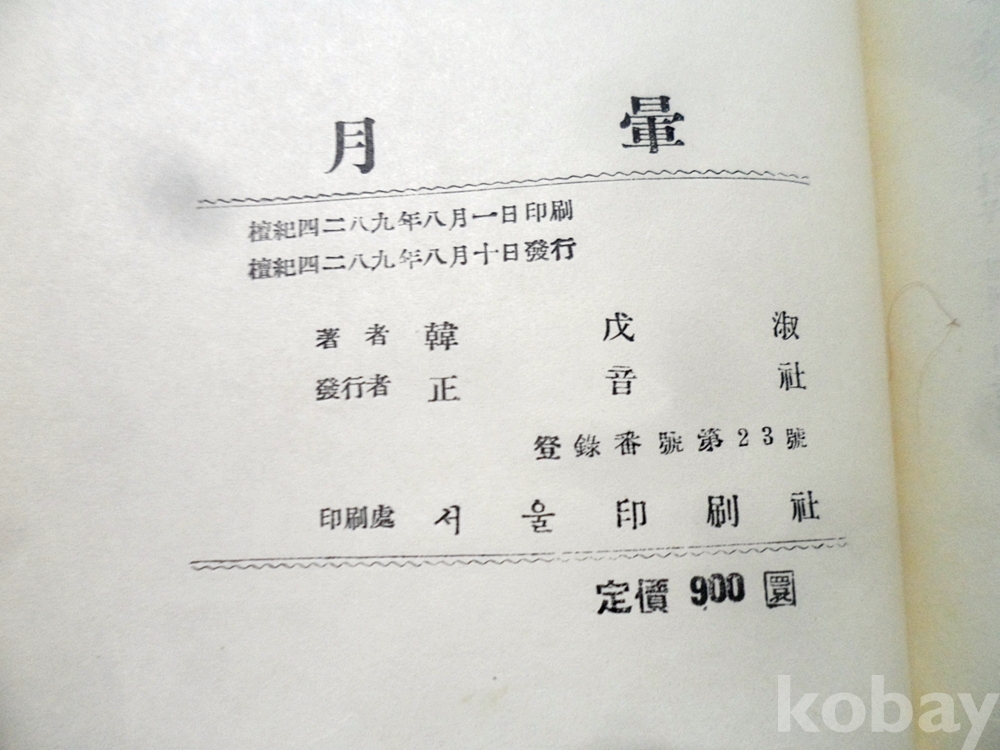 月暈
檀紀四二八九年八月一日印刷
檀紀四二八九年八月十日發行
著者 韓戊淑
發行者 正音社
登錄番號第23號
印刷處 서울印刷社
定價 900 圜
kobay